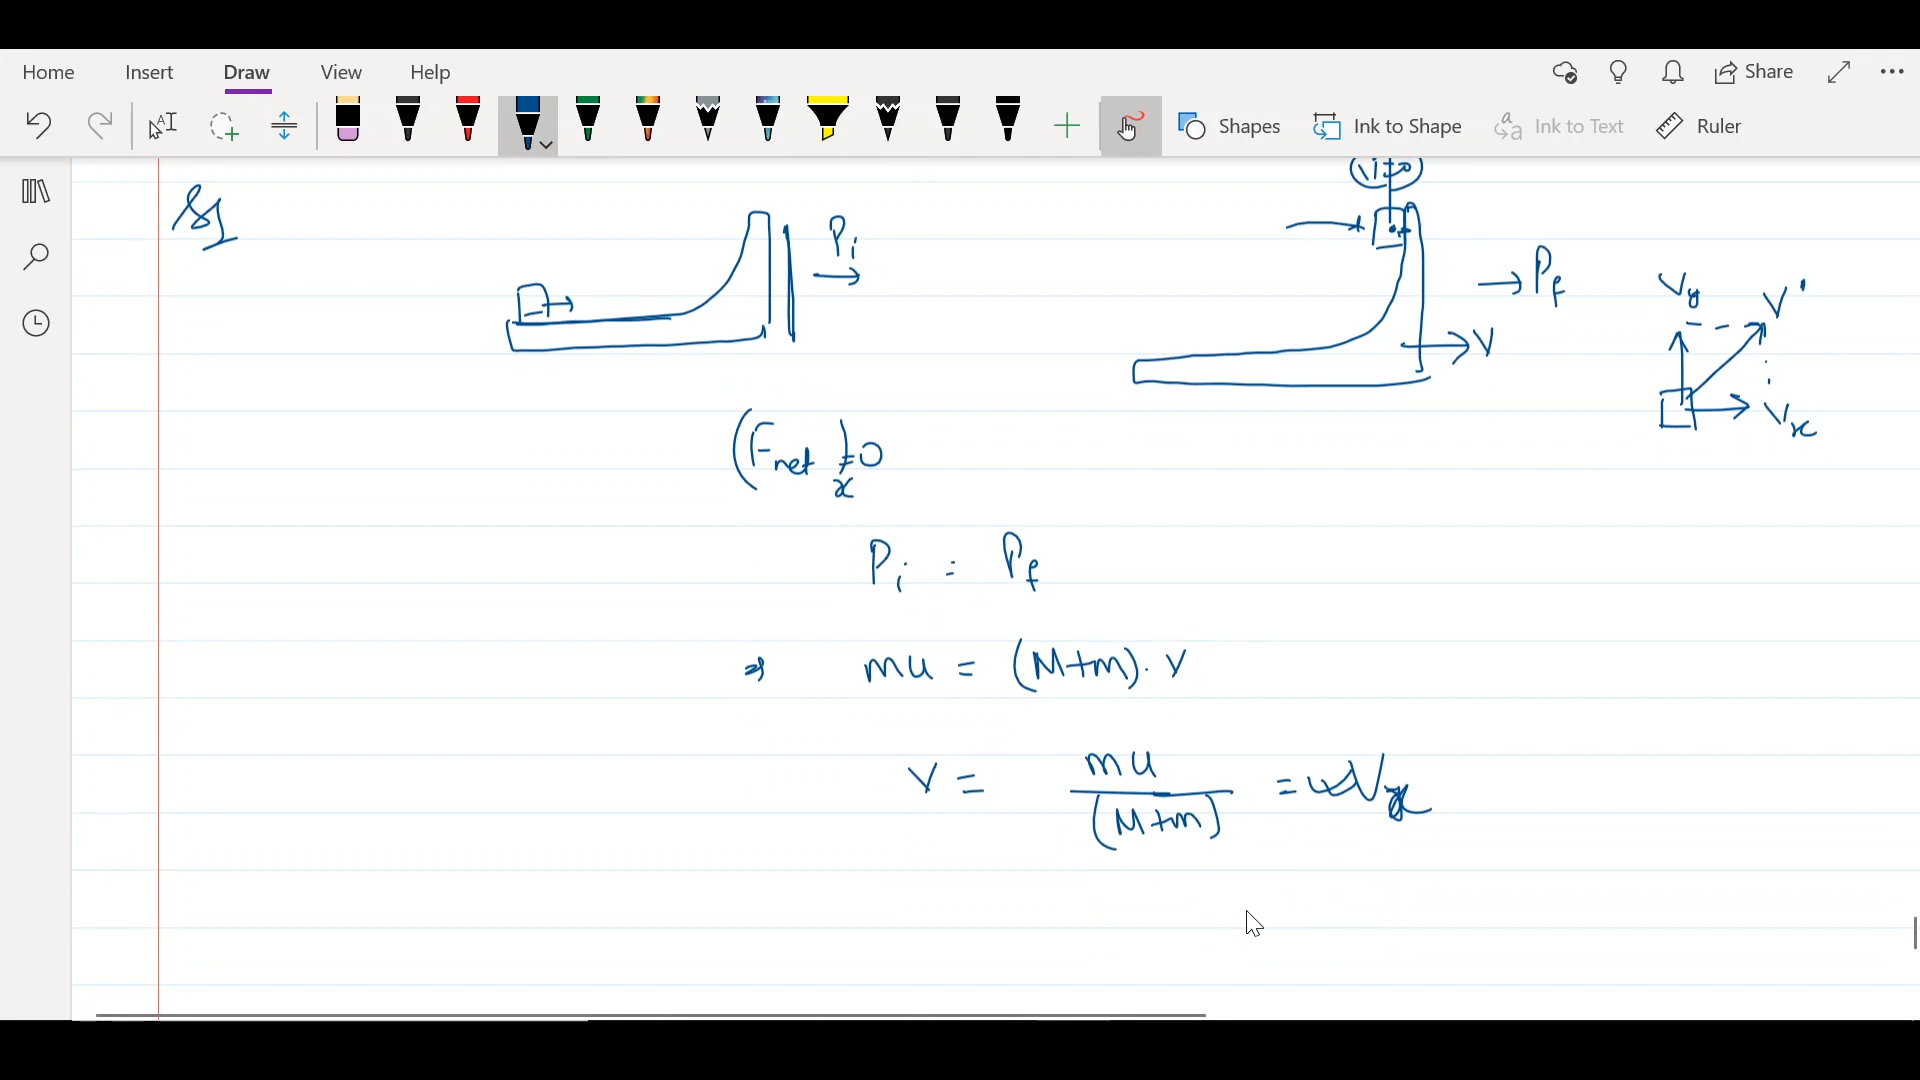 Home Insert Draw View Help Share
Shapes Ink to Shape Ink to Text Ruler
Pi
→ Pf
V
Vy V'
Vx
(Fnet)x = 0
Pi = Pf
⇒ mu = (M+m). V
V = mu / (M+m) = Vx